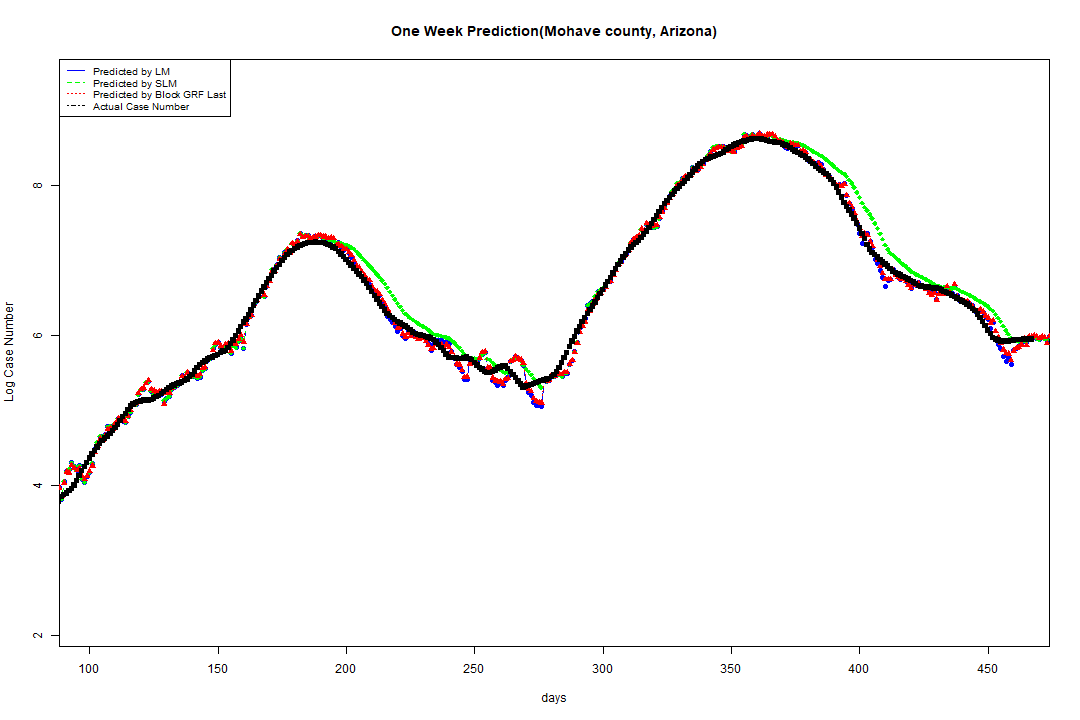 One Week Prediction(Mohave county, Arizona)
Predicted by LM
Predicted by SLM
Predicted by Block GRF Last
Actual Case Number
8
6
4
2
Log Case Number
100 150 200 250 300 350 400 450
days